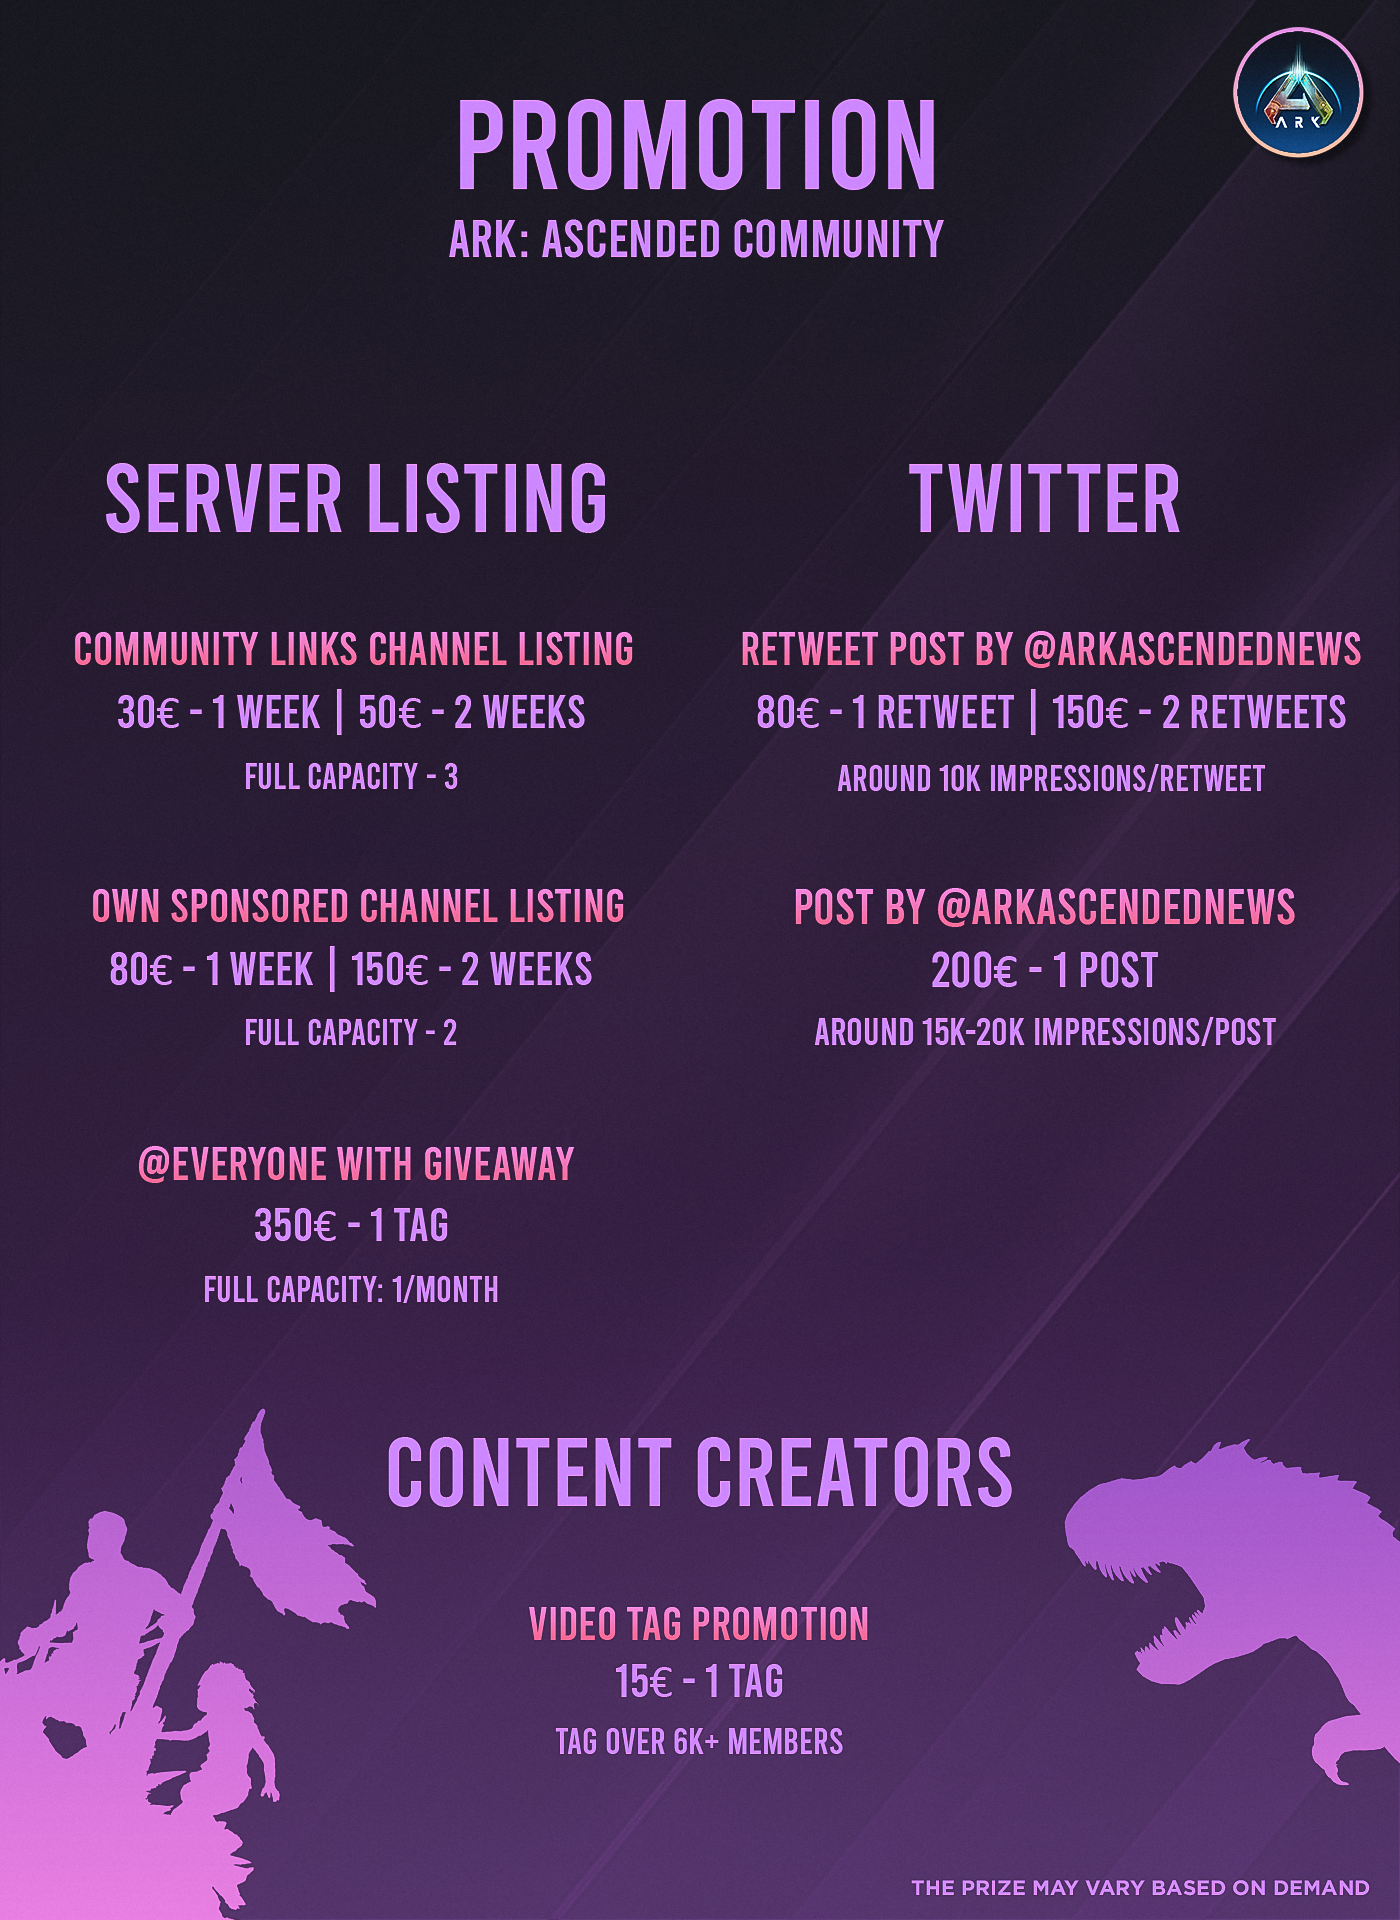 ARK
PROMOTION
ARK: ASCENDED COMMUNITY
SERVER LISTING
COMMUNITY LINKS CHANNEL LISTING
30€ - 1 WEEK | 50€ - 2 WEEKS
FULL CAPACITY - 3
OWN SPONSORED CHANNEL LISTING
80€ - 1 WEEK | 150€ - 2 WEEKS
FULL CAPACITY - 2
@EVERYONE WITH GIVEAWAY
350€ - 1 TAG
FULL CAPACITY: 1/MONTH
TWITTER
RETWEET POST BY @ARKASCENDEDNEWS
80€ - 1 RETWEET | 150€ - 2 RETWEETS
AROUND 10K IMPRESSIONS/RETWEET
POST BY @ARKASCENDEDNEWS
200€ - 1 POST
AROUND 15K-20K IMPRESSIONS/POST
CONTENT CREATORS
VIDEO TAG PROMOTION
15€ - 1 TAG
TAG OVER 6K+ MEMBERS
THE PRIZE MAY VARY BASED ON DEMAND